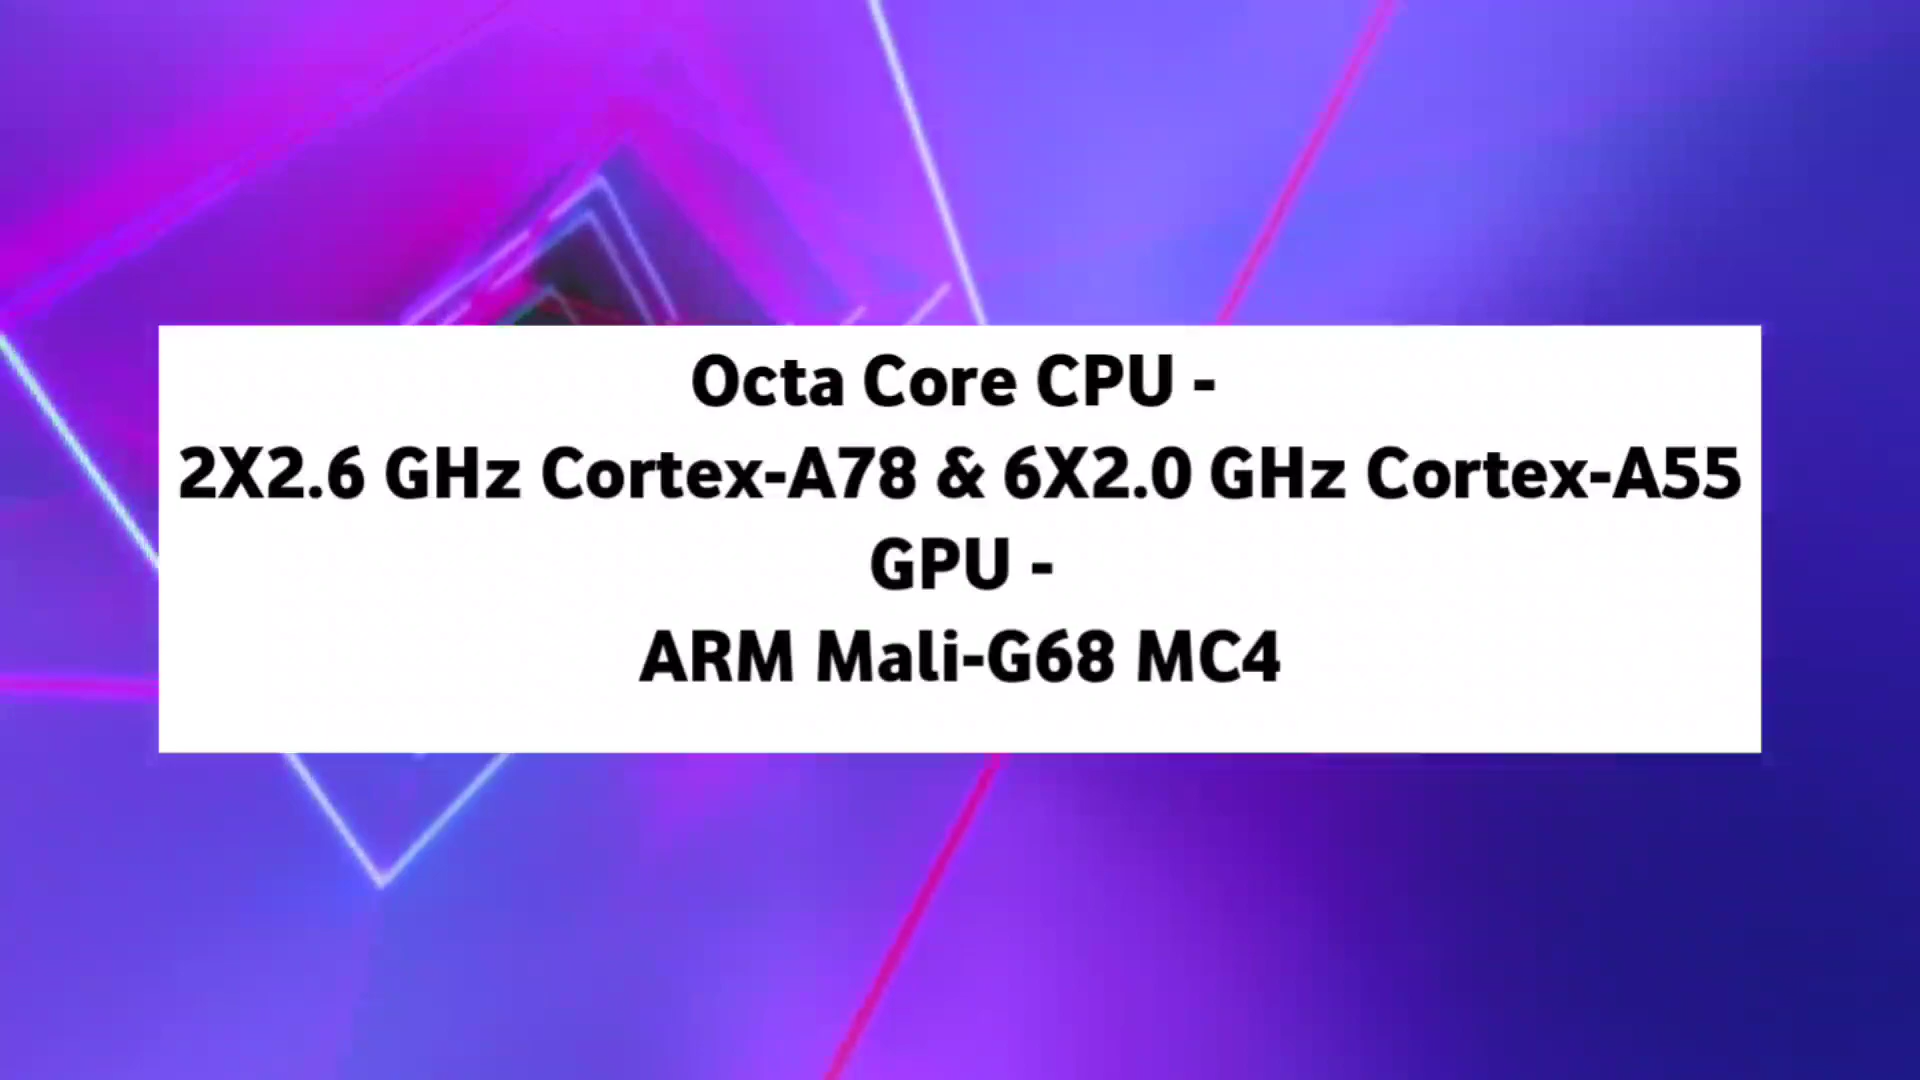 Octa Core CPU -
2X2.6 GHz Cortex-A78 & 6X2.0 GHz Cortex-A55
GPU -
ARM Mali-G68 MC4